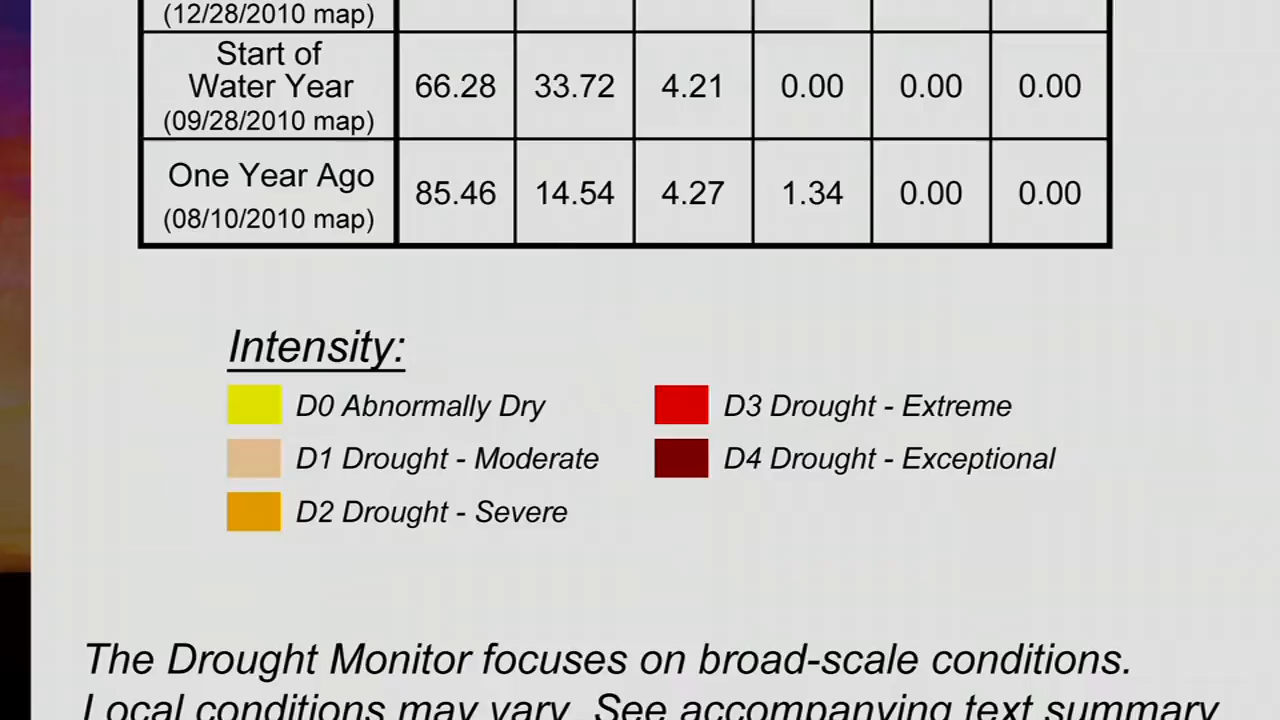 (12/28/2010 map)
Start of
Water Year
(09/28/2010 map)
66.28 33.72 4.21 0.00 0.00 0.00
One Year Ago
(08/10/2010 map)
85.46 14.54 4.27 1.34 0.00 0.00
Intensity:
D0 Abnormally Dry
D1 Drought - Moderate
D2 Drought - Severe
D3 Drought - Extreme
D4 Drought - Exceptional
The Drought Monitor focuses on broad-scale conditions.
Local conditions may vary. See accompanying text summary